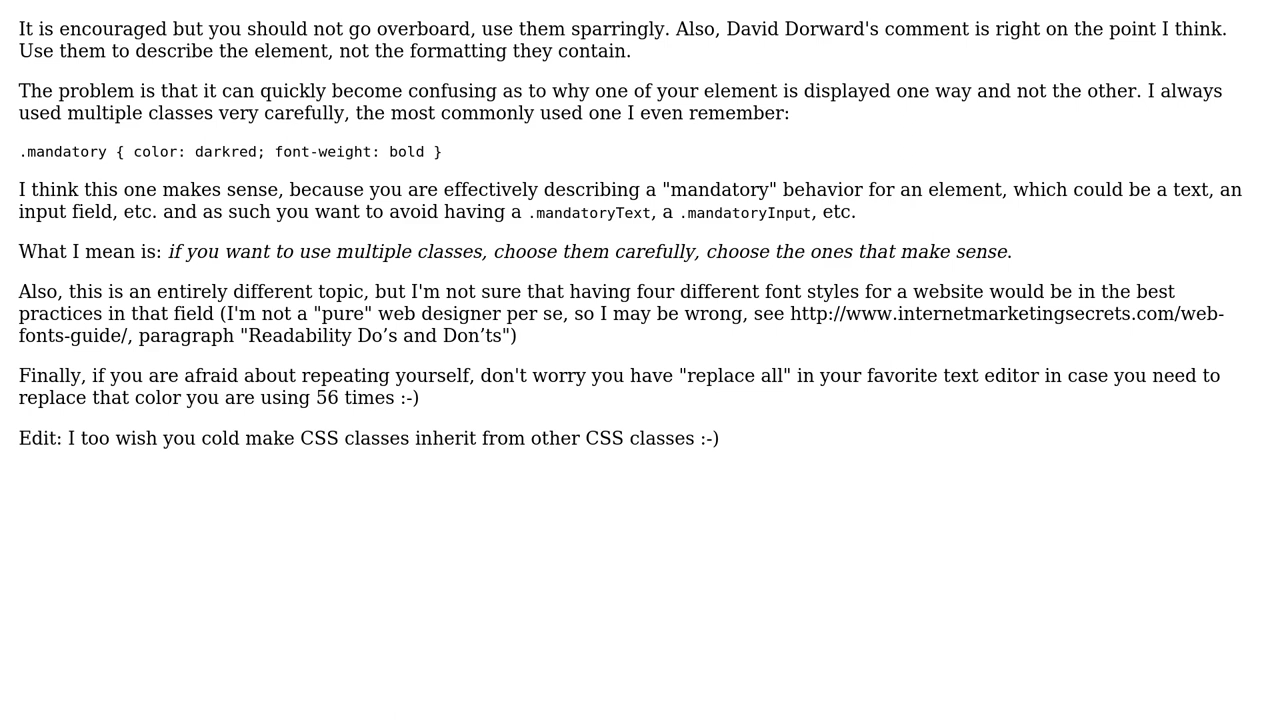 It is encouraged but you should not go overboard, use them sparringly. Also, David Dorward's comment is right on the point I think.
Use them to describe the element, not the formatting they contain.
The problem is that it can quickly become confusing as to why one of your element is displayed one way and not the other. I always
used multiple classes very carefully, the most commonly used one I even remember:
.mandatory { color: darkred; font-weight: bold }
I think this one makes sense, because you are effectively describing a "mandatory" behavior for an element, which could be a text, an
input field, etc. and as such you want to avoid having a .mandatoryText, a .mandatoryInput, etc.
What I mean is: if you want to use multiple classes, choose them carefully, choose the ones that make sense.
Also, this is an entirely different topic, but I'm not sure that having four different font styles for a website would be in the best
practices in that field (I'm not a "pure" web designer per se, so I may be wrong, see http://www.internetmarketingsecrets.com/web-
fonts-guide/, paragraph "Readability Do’s and Don’ts")
Finally, if you are afraid about repeating yourself, don't worry you have "replace all" in your favorite text editor in case you need to
replace that color you are using 56 times :-)
Edit: I too wish you cold make CSS classes inherit from other CSS classes :-)